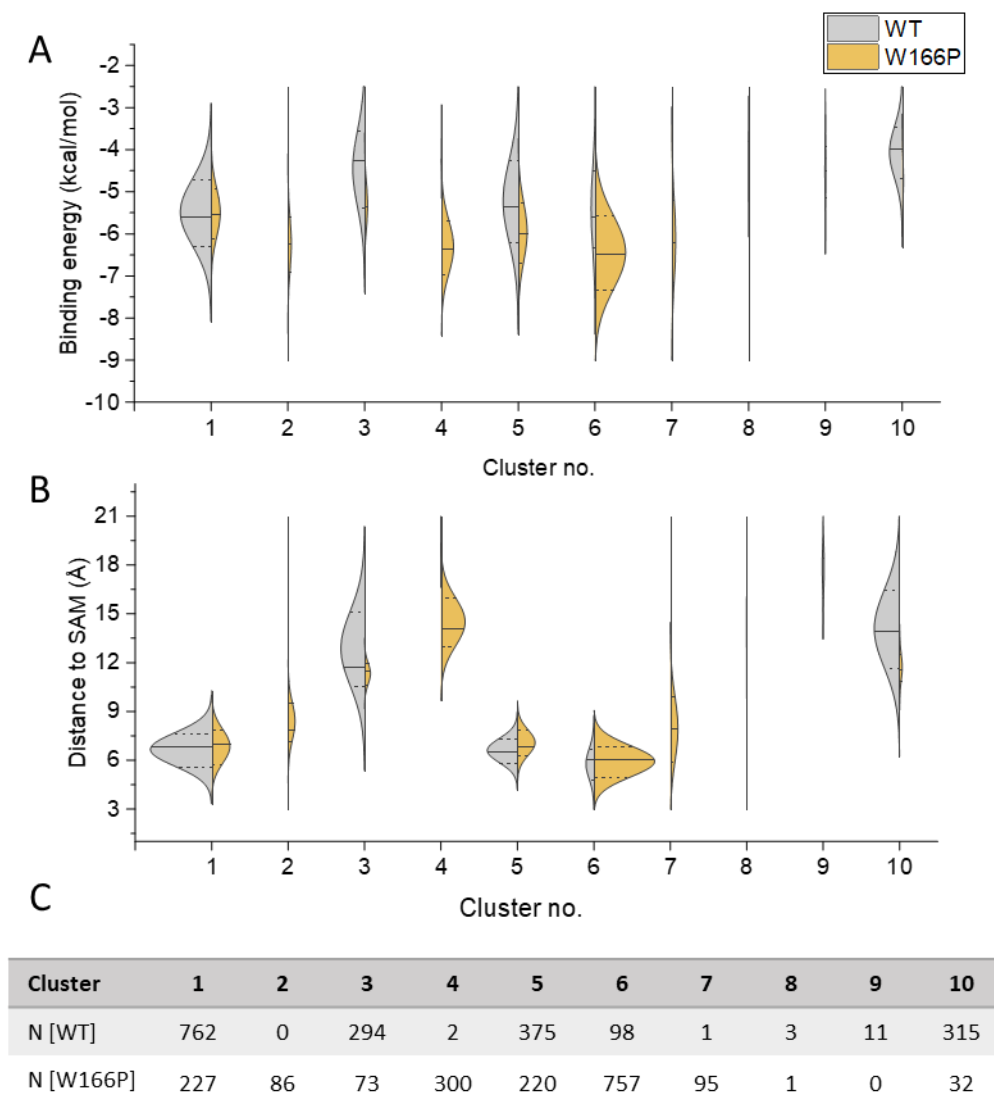 A
WT
W166P
Binding energy (kcal/mol)
-2
-3
-4
-5
-6
-7
-8
-9
-10
1 2 3 4 5 6 7 8 9 10
Cluster no.
B
Distance to SAM (Å)
21
18
15
12
9
6
3
1 2 3 4 5 6 7 8 9 10
Cluster no.
C
Cluster 1 2 3 4 5 6 7 8 9 10
N [WT] 762 0 294 2 375 98 1 3 11 315
N [W166P] 227 86 73 300 220 757 95 1 0 32